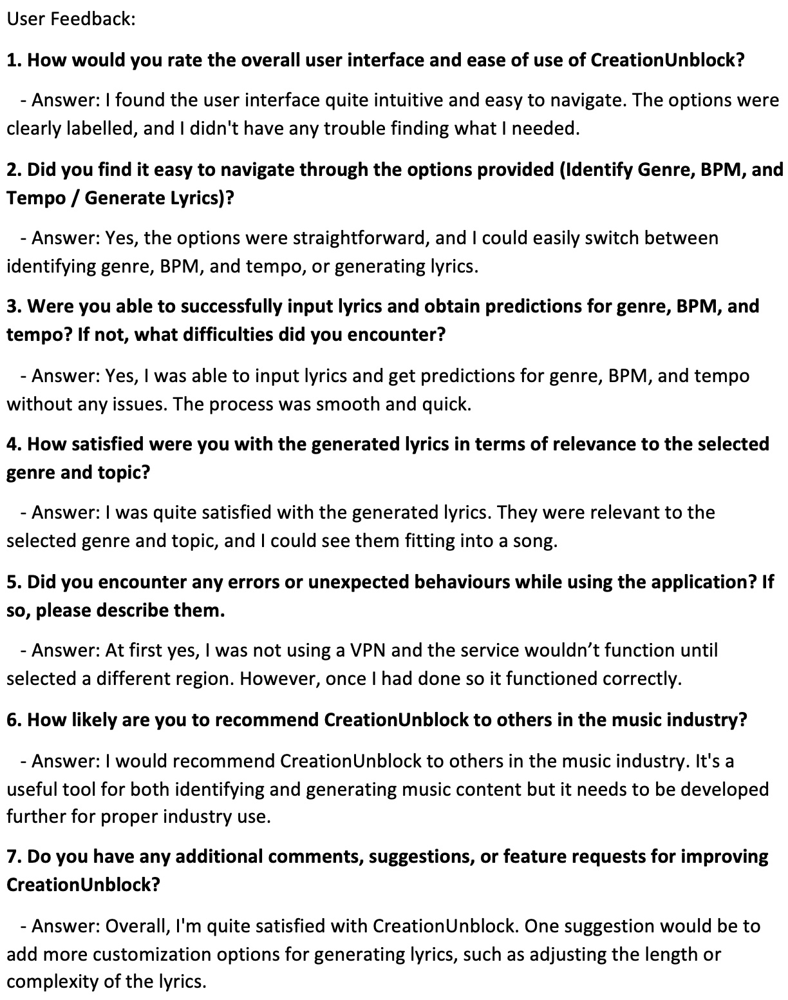 User Feedback:
1. How would you rate the overall user interface and ease of use of CreationUnblock?
- Answer: I found the user interface quite intuitive and easy to navigate. The options were
clearly labelled, and I didn't have any trouble finding what I needed.
2. Did you find it easy to navigate through the options provided (Identify Genre, BPM, and
Tempo / Generate Lyrics)?
- Answer: Yes, the options were straightforward, and I could easily switch between
identifying genre, BPM, and tempo, or generating lyrics.
3. Were you able to successfully input lyrics and obtain predictions for genre, BPM, and
tempo? If not, what difficulties did you encounter?
- Answer: Yes, I was able to input lyrics and get predictions for genre, BPM, and tempo
without any issues. The process was smooth and quick.
4. How satisfied were you with the generated lyrics in terms of relevance to the selected
genre and topic?
- Answer: I was quite satisfied with the generated lyrics. They were relevant to the
selected genre and topic, and I could see them fitting into a song.
5. Did you encounter any errors or unexpected behaviours while using the application? If
so, please describe them.
- Answer: At first yes, I was not using a VPN and the service wouldn’t function until
selected a different region. However, once I had done so it functioned correctly.
6. How likely are you to recommend CreationUnblock to others in the music industry?
- Answer: I would recommend CreationUnblock to others in the music industry. It's a
useful tool for both identifying and generating music content but it needs to be developed
further for proper industry use.
7. Do you have any additional comments, suggestions, or feature requests for improving
CreationUnblock?
- Answer: Overall, I'm quite satisfied with CreationUnblock. One suggestion would be to
add more customization options for generating lyrics, such as adjusting the length or
complexity of the lyrics.